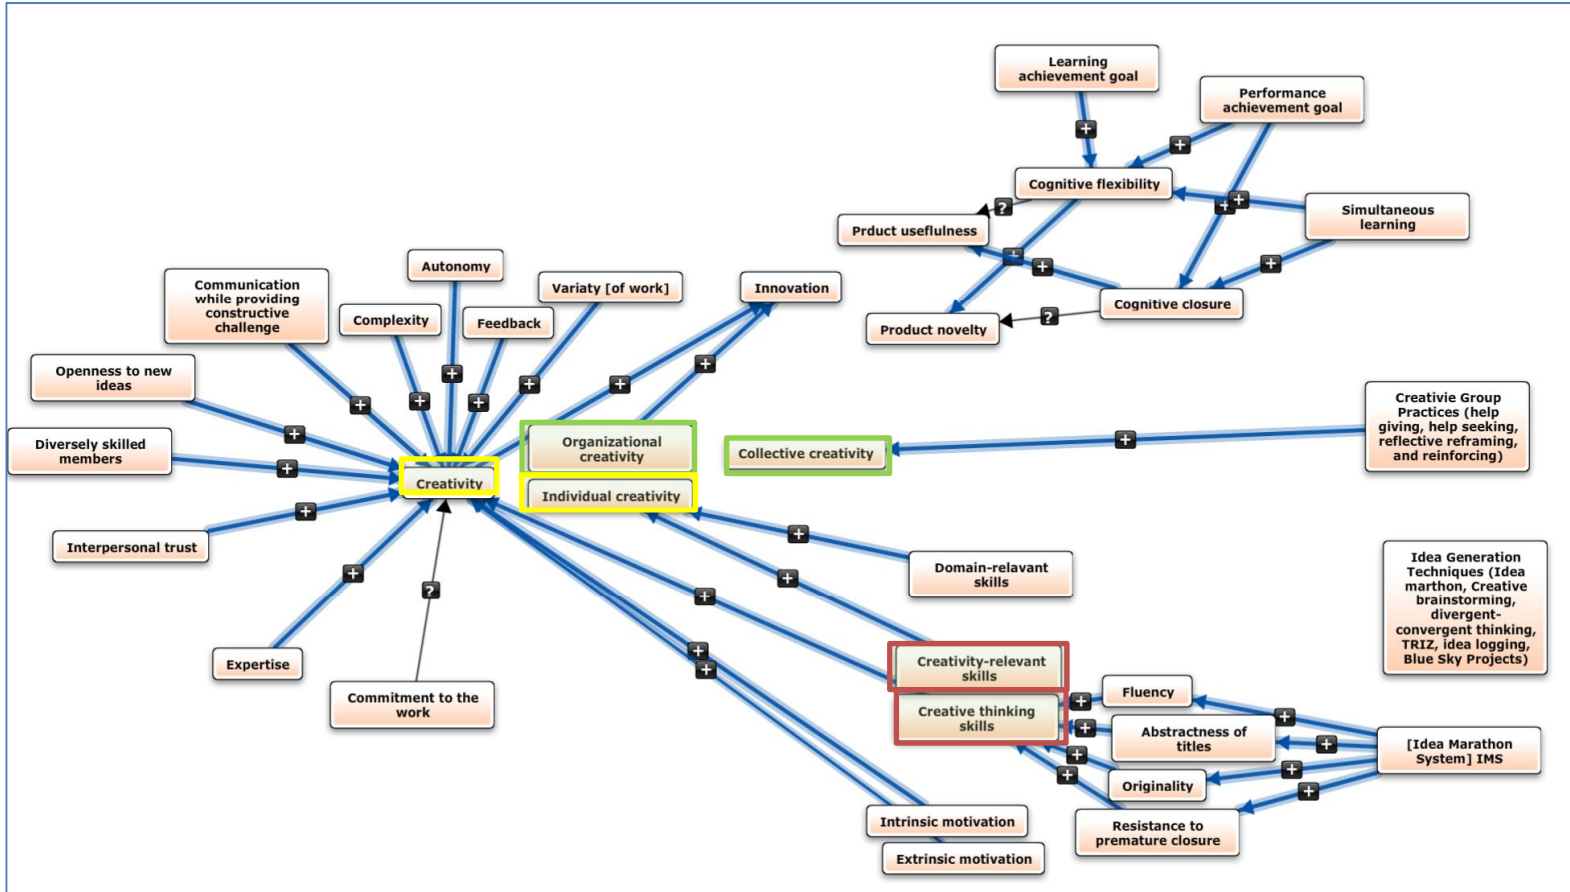 Learning
achievement goal
Performance
achievement goal
+
+
Cognitive flexibility
?
+
+
Simultaneous
learning
Prduct useflulness
+
+
+
Cognitive closure
?
Product novelty
Autonomy
Communication
while providing
constructive
challenge
Variaty [of work]
Innovation
Complexity
Feedback
Openness to new
ideas
+
+
+
+
+
+
+
Creativie Group
Practices (help
giving, help seeking,
reflective reframing,
and reinforcing)
+
Diversely skilled
members
+
+
Organizational
creativity
Collective creativity
+
Creativity
Individual creativity
Interpersonal trust
+
+
Domain-relavant
skills
Idea Generation
Techniques (Idea
marthon, Creative
brainstorming,
divergent-
convergent thinking,
TRIZ, idea logging,
Blue Sky Projects)
+
?
+
+
Expertise
Commitment to the
work
+
+
Creativity-relevant
skills
Creative thinking
skills
Fluency
+
+
Abstractness of
titles
+
+
[Idea Marathon
System] IMS
+
+
Originality
+
+
Resistance to
premature closure
Intrinsic motivation
Extrinsic motivation